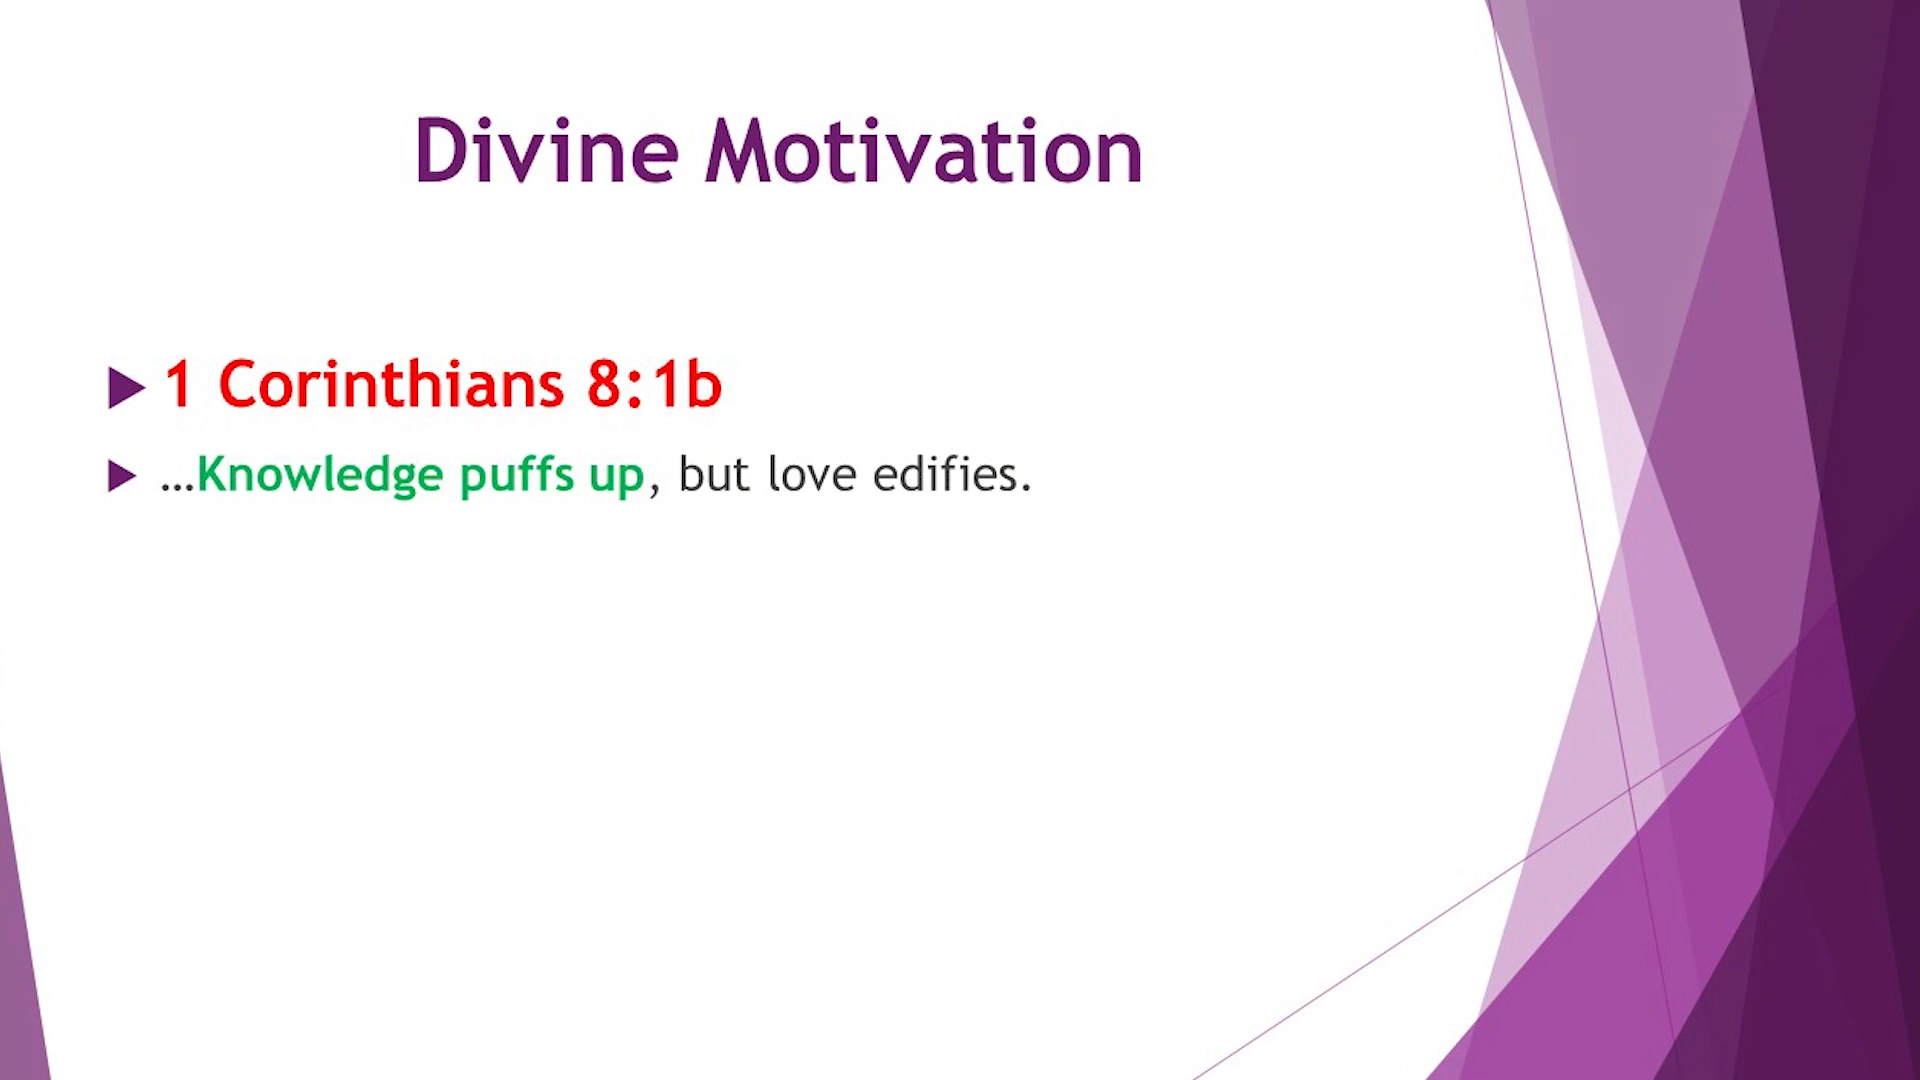 Divine Motivation
1 Corinthians 8:1b
…Knowledge puffs up, but love edifies.